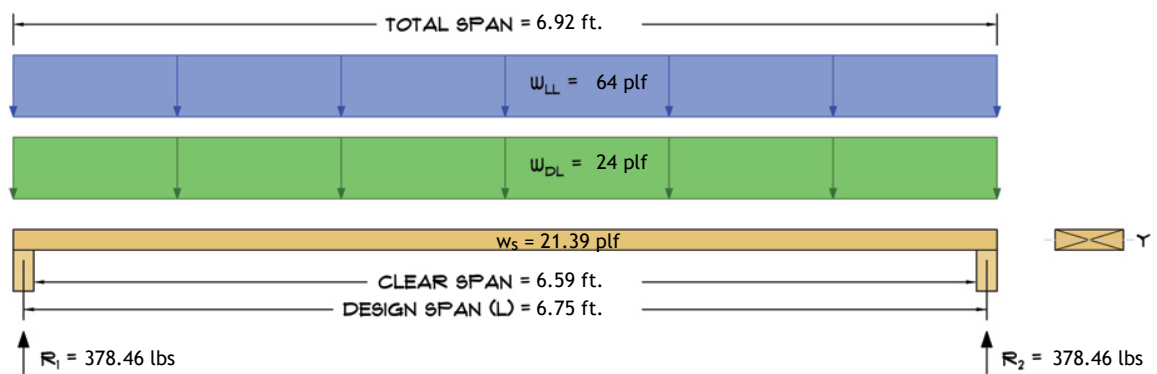 TOTAL SPAN = 6.92 ft.
WLL = 64 plf
WDL = 24 plf
ws = 21.39 plf
Y
CLEAR SPAN = 6.59 ft.
DESIGN SPAN (L) = 6.75 ft.
R1 = 378.46 lbs
R2 = 378.46 lbs